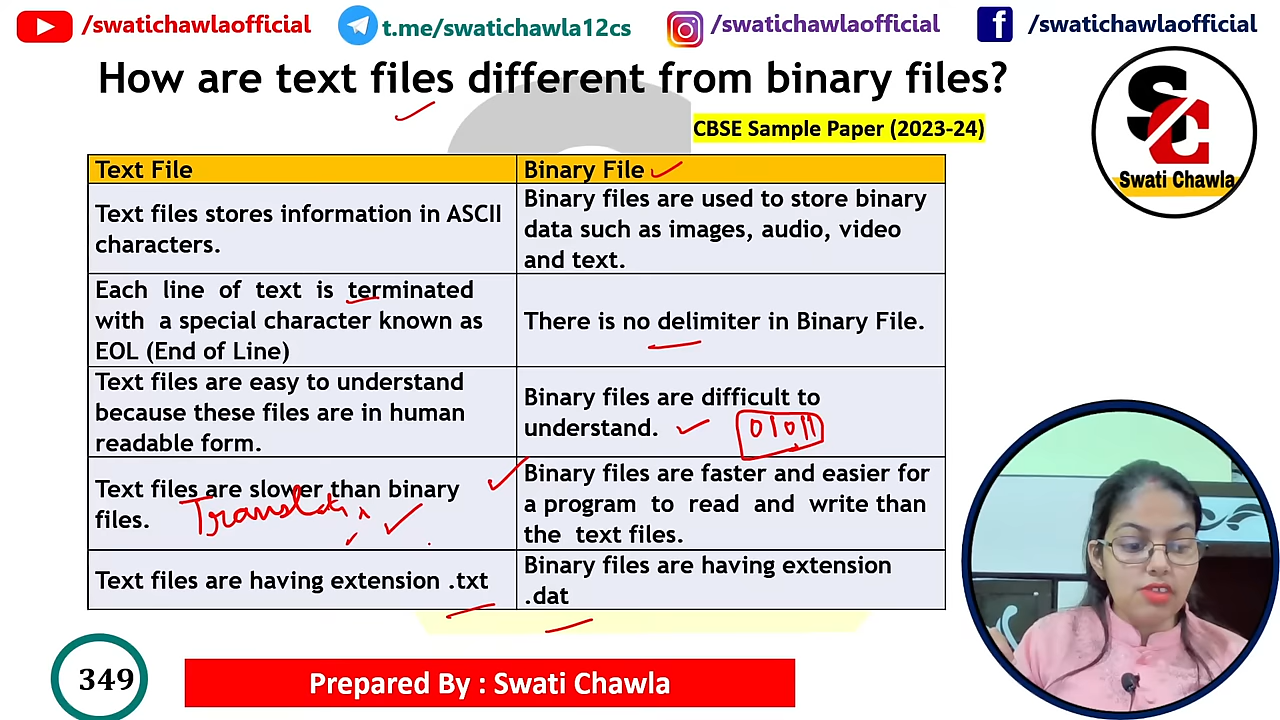 /swatichawlaofficial
t.me/swatichawla12cs
/swatichawlaofficial
/swatichawlaofficial
How are text files different from binary files?
CBSE Sample Paper (2023-24)
SC
Swati Chawla
Text File
Binary File
Text files stores information in ASCII
characters.
Binary files are used to store binary
data such as images, audio, video
and text.
Each line of text is terminated
with a special character known as
EOL (End of Line)
There is no delimiter in Binary File.
Text files are easy to understand
because these files are in human
readable form.
Binary files are difficult to
understand.
01011
Text files are slower than binary
files.
Binary files are faster and easier for
a program to read and write than
the text files.
Text files are having extension .txt
Binary files are having extension
.dat
349
Prepared By : Swati Chawla